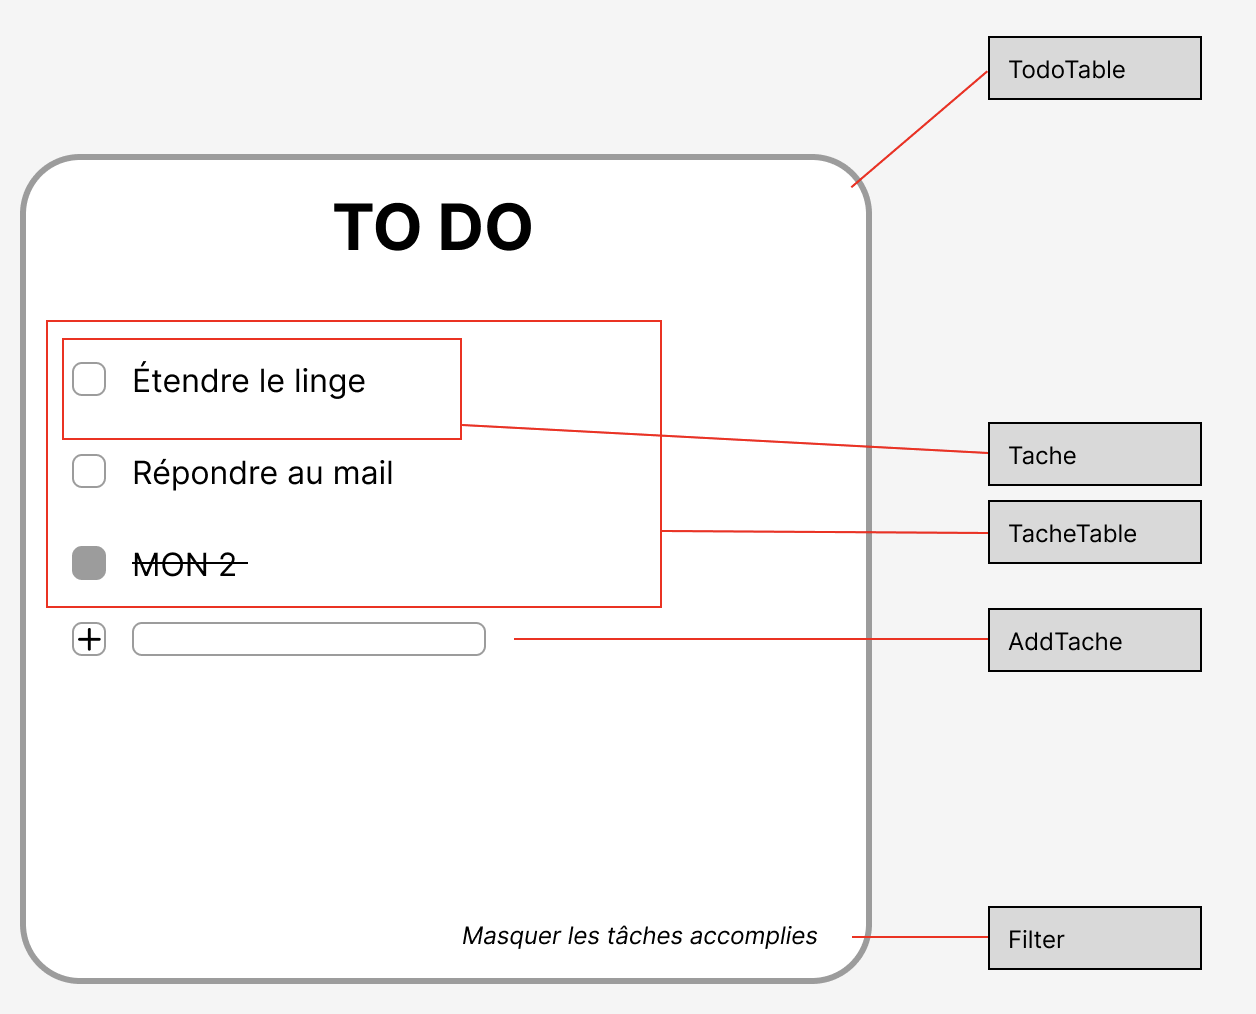 TodoTable
TO DO
Étendre le linge
Tache
Répondre au mail
TacheTable
MON 2
AddTache
Masquer les tâches accomplies
Filter